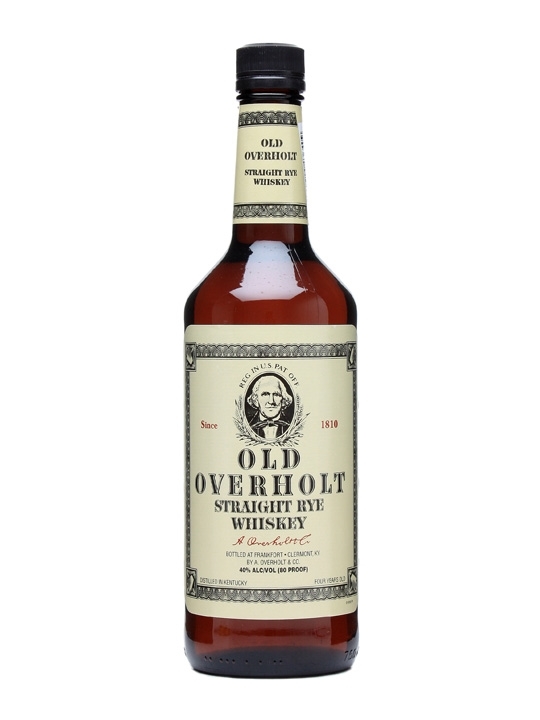 OLD
OVERHOLT
STRAIGHT RYE
WHISKEY
REG. IN U.S. PAT. OFF.
Since 1810
OLD
OVERHOLT
STRAIGHT RYE
WHISKEY
A. Overholt & Co.
BOTTLED AT FRANKFORT • CLERMONT, KY.
BY A. OVERHOLT & CO.
40% ALC/VOL (80 PROOF)
DISTILLED IN KENTUCKY FOUR YEARS OLD